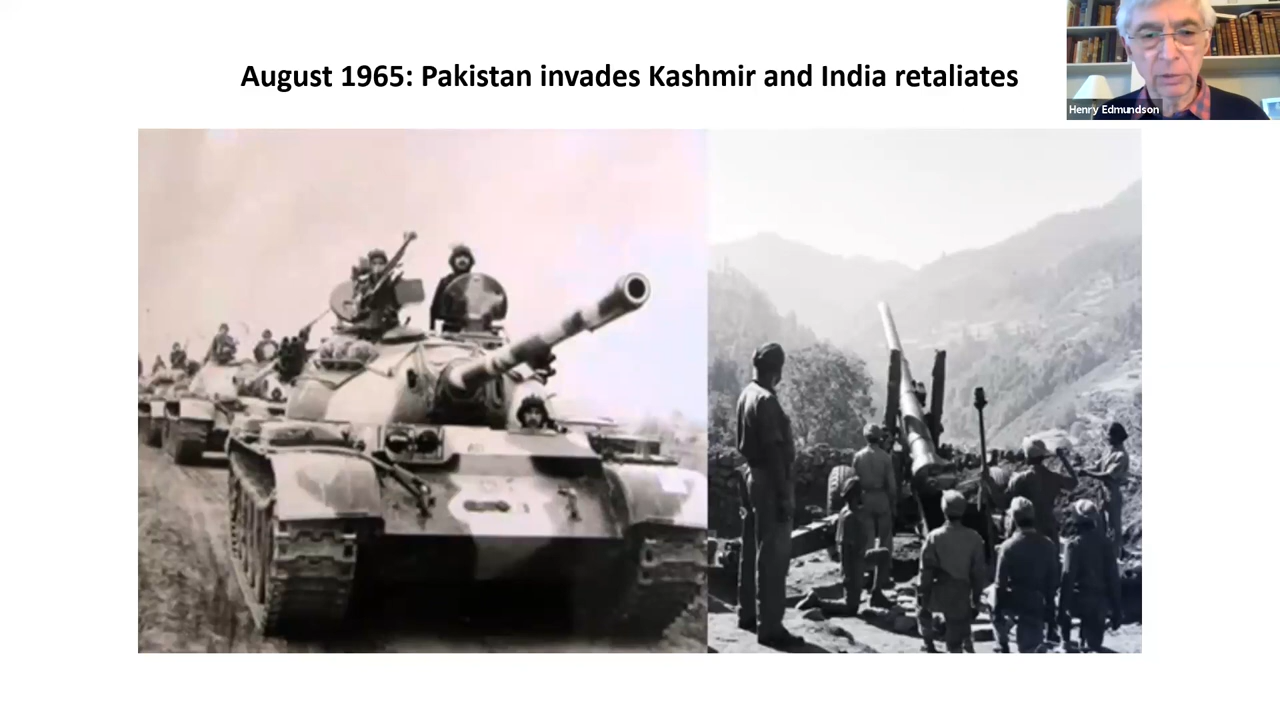 August 1965: Pakistan invades Kashmir and India retaliates
Henry Edmundson